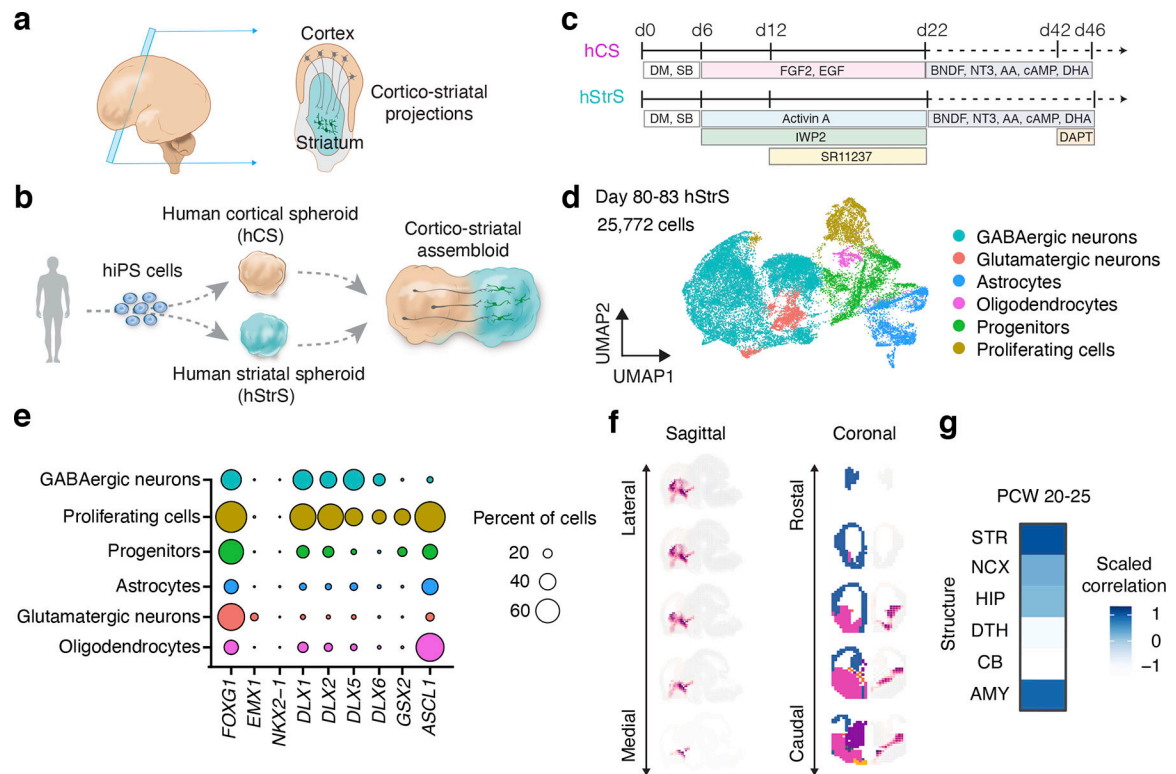 a
Cortex
Cortico-striatal
projections
Striatum
b
Human cortical spheroid
(hCS)
hiPS cells
Human striatal spheroid
(hStrS)
Cortico-striatal
assembloid
c
d0 d6 d12 d22 d42 d46
hCS
DM, SB FGF2, EGF BNDF, NT3, AA, cAMP, DHA
hStrS
DM, SB Activin A BNDF, NT3, AA, cAMP, DHA
IWP2 DAPT
SR11237
d
Day 80-83 hStrS
25,772 cells
UMAP2
UMAP1
GABAergic neurons
Glutamatergic neurons
Astrocytes
Oligodendrocytes
Progenitors
Proliferating cells
e
GABAergic neurons
Proliferating cells
Progenitors
Astrocytes
Glutamatergic neurons
Oligodendrocytes
FOXG1
EMX1
NKX2-1
DLX1
DLX2
DLX5
DLX6
GSX2
ASCL1
Percent of cells
20
40
60
f
Sagittal
Lateral
Medial
Coronal
Rostal
Caudal
g
PCW 20-25
Structure
STR
NCX
HIP
DTH
CB
AMY
Scaled
correlation
1
0
−1